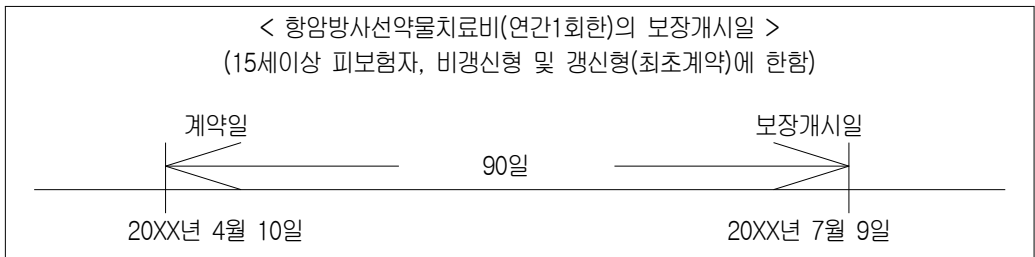 < 항암방사선약물치료비(연간1회한)의 보장개시일 >
(15세이상 피보험자, 비갱신형 및 갱신형(최초계약)에 한함)
계약일 보장개시일
90일
20XX년 4월 10일 20XX년 7월 9일